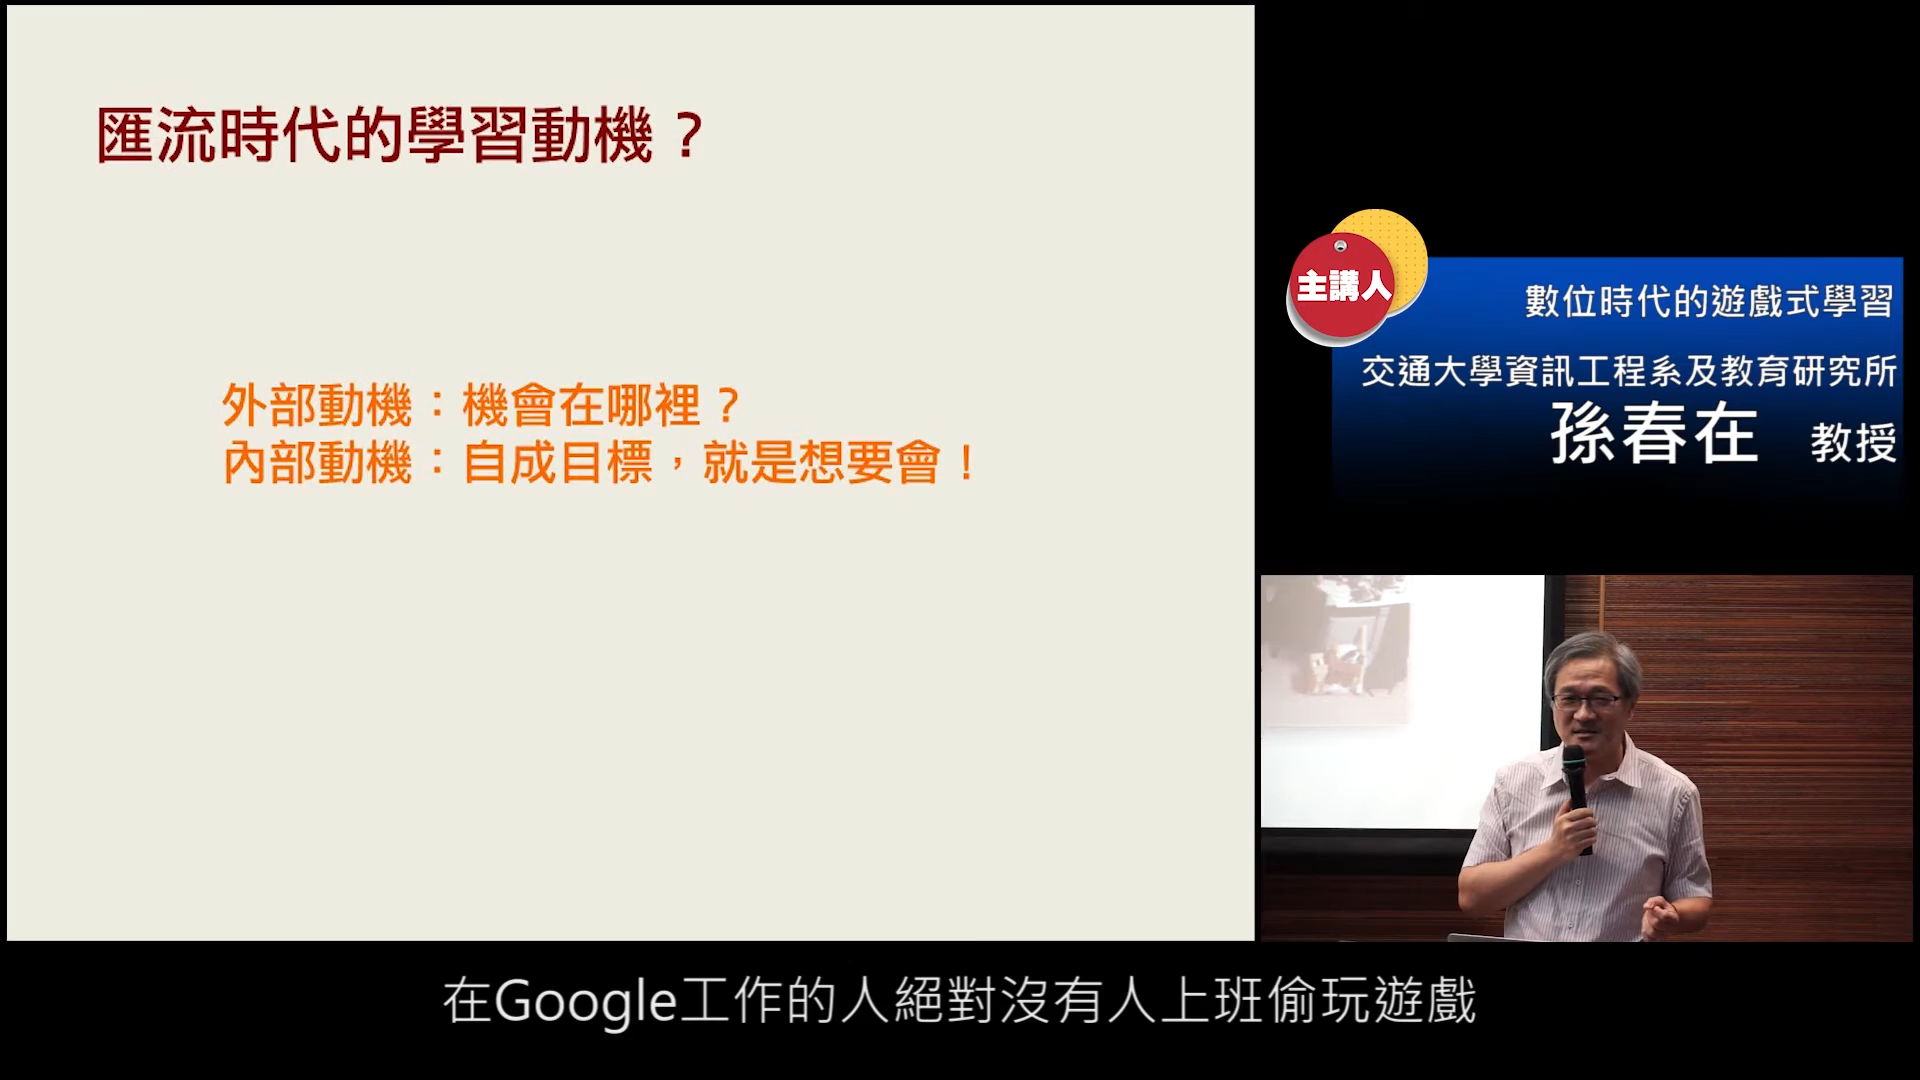 匯流時代的學習動機？
外部動機：機會在哪裡？
內部動機：自成目標，就是想要會！
主講人
數位時代的遊戲式學習
交通大學資訊工程系及教育研究所
孫春在 教授
在Google工作的人絕對沒有人上班偷玩遊戲